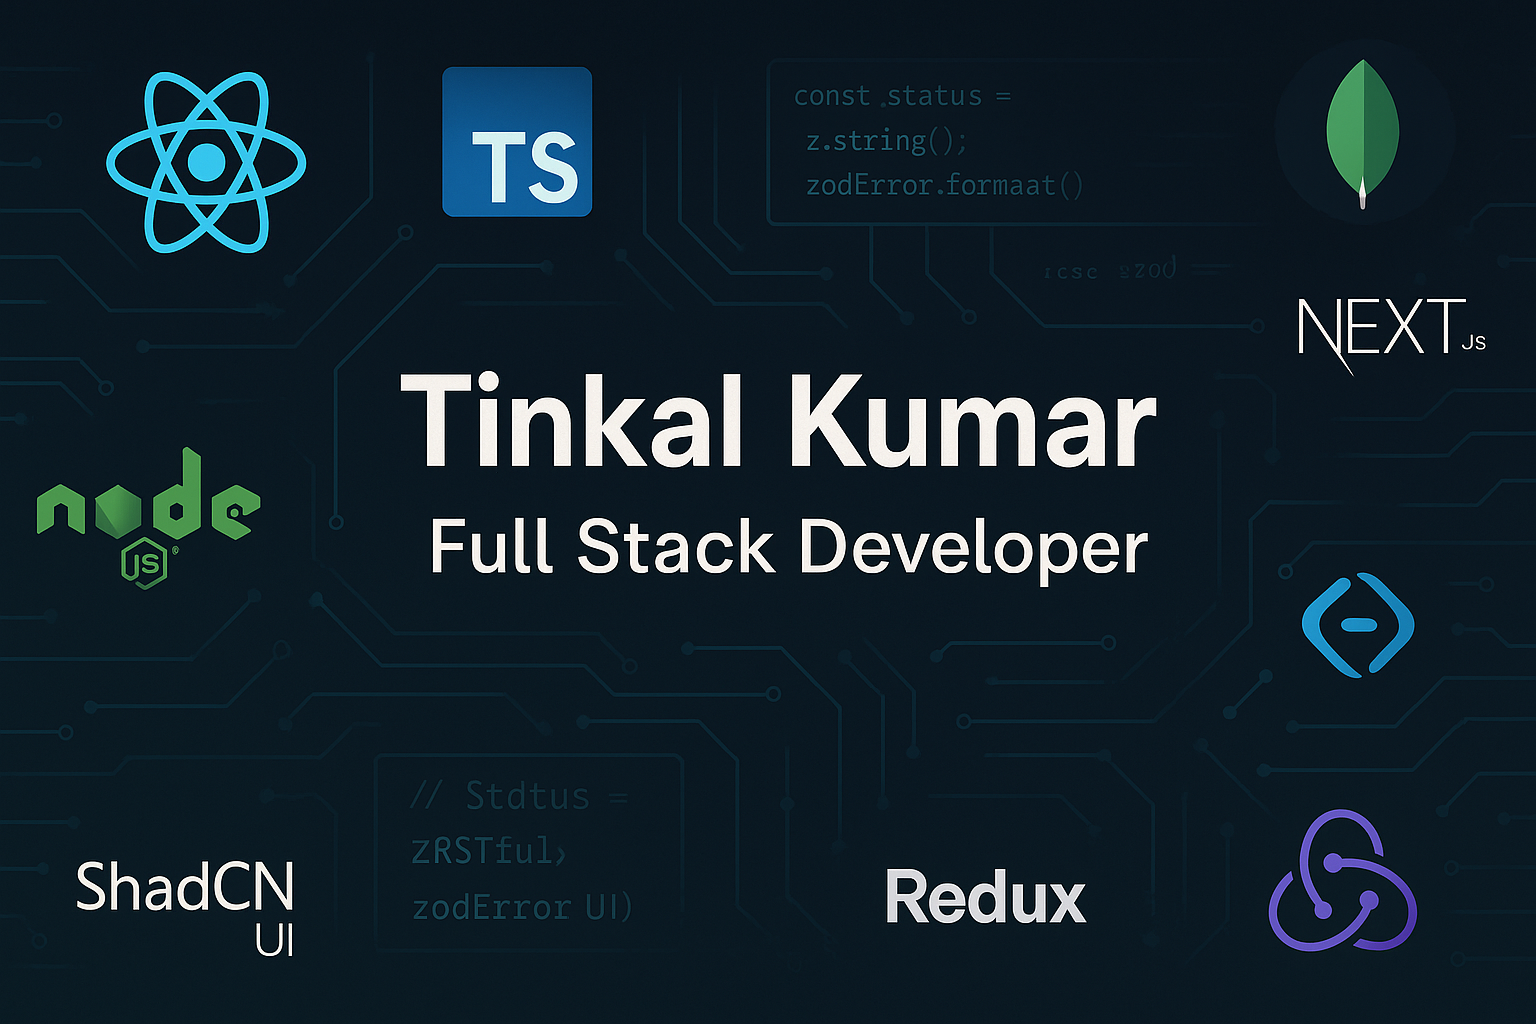 TS
const status =
z.string();
zodError.formaat()
NEXT
Js
Tinkal Kumar
Full Stack Developer
node
JS®
// Stdtus =
ZRSTful,
zodError UI)
ShadCN
UI
Redux